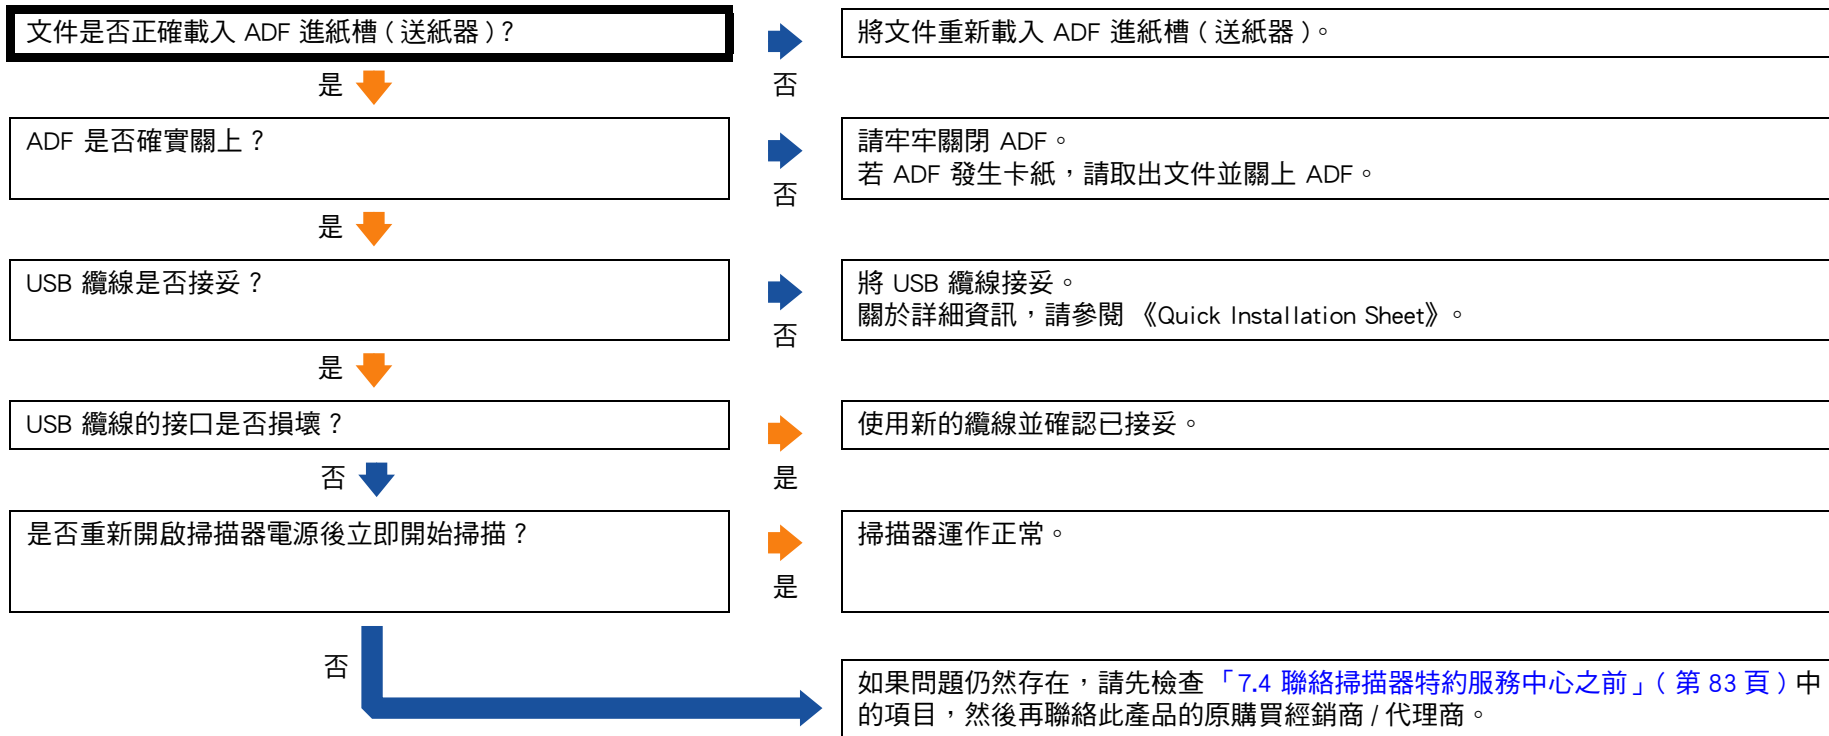 文件是否正確載入 ADF 進紙槽 ( 送紙器 ) ?
將文件重新載入 ADF 進紙槽 ( 送紙器 )。
是
否
ADF 是否確實關上？
請牢牢關閉 ADF。
若 ADF 發生卡紙，請取出文件並關上 ADF。
否
是
USB 纜線是否接妥？
將 USB 纜線接妥。
關於詳細資訊，請參閱 《Quick Installation Sheet》。
否
是
USB 纜線的接口是否損壞？
使用新的纜線並確認已接妥。
否
是
是否重新開啟掃描器電源後立即開始掃描？
掃描器運作正常。
是
否
如果問題仍然存在，請先檢查 「7.4 聯絡掃描器特約服務中心之前」( 第 83 頁 ) 中
的項目，然後再聯絡此產品的原購買經銷商 / 代理商。